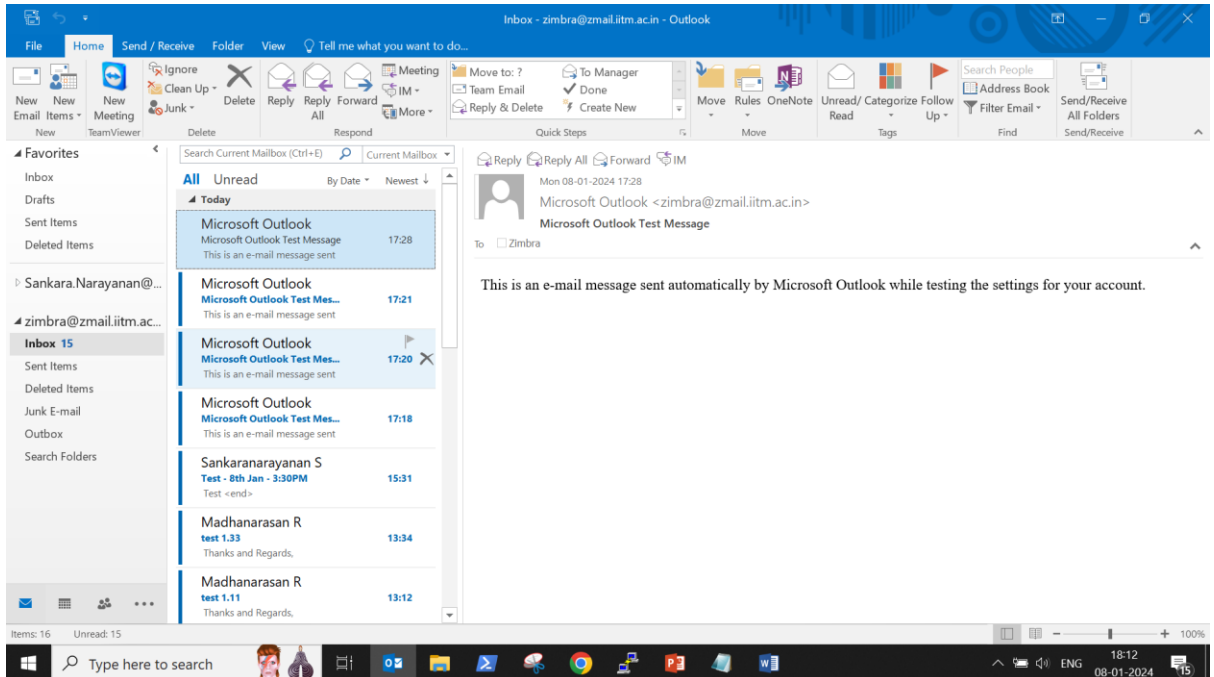 Inbox - zimbra@zmail.iitm.ac.in - Outlook
File Home Send / Receive Folder View Tell me what you want to do...
New Email
New Items
New
New Meeting
TeamViewer
Ignore
Clean Up
Junk
Delete
Delete
Reply
Reply All
Forward
Meeting
IM
More
Respond
Move to: ?
Team Email
Reply & Delete
To Manager
Done
Create New
Quick Steps
Move
Rules
OneNote
Move
Unread/ Read
Categorize
Follow Up
Tags
Search People
Address Book
Filter Email
Find
Send/Receive All Folders
Send/Receive
Favorites
Inbox
Drafts
Sent Items
Deleted Items
Sankara.Narayanan@...
zimbra@zmail.iitm.ac...
Inbox 15
Sent Items
Deleted Items
Junk E-mail
Outbox
Search Folders
Search Current Mailbox (Ctrl+E) Current Mailbox
All Unread By Date Newest ↓
Today
Microsoft Outlook
Microsoft Outlook Test Message 17:28
This is an e-mail message sent
Microsoft Outlook
Microsoft Outlook Test Mes... 17:21
This is an e-mail message sent
Microsoft Outlook
Microsoft Outlook Test Mes... 17:20
This is an e-mail message sent
Microsoft Outlook
Microsoft Outlook Test Mes... 17:18
This is an e-mail message sent
Sankaranarayanan S
Test - 8th Jan - 3:30PM 15:31
Test <end>
Madhanarasan R
test 1.33 13:34
Thanks and Regards,
Madhanarasan R
test 1.11 13:12
Thanks and Regards,
Reply Reply All Forward IM
Mon 08-01-2024 17:28
Microsoft Outlook <zimbra@zmail.iitm.ac.in>
Microsoft Outlook Test Message
To Zimbra
This is an e-mail message sent automatically by Microsoft Outlook while testing the settings for your account.
Items: 16 Unread: 15
100%
Type here to search
ENG
18:12
08-01-2024
15